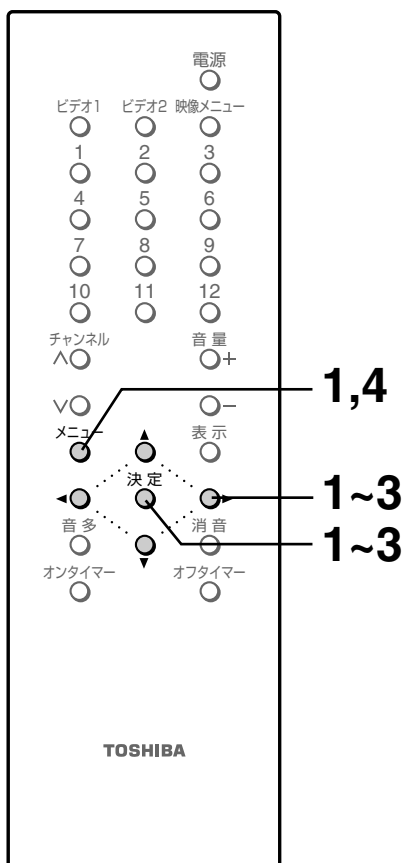 電源
ビデオ1 ビデオ2 映像メニュー
1 2 3
4 5 6
7 8 9
10 11 12
チャンネル 音量
∧ +
∨ −
メニュー ▲ 表示
1,4
◀ 決定 ▶
1~3
音多 消音
1~3
▼
オンタイマー オフタイマー
TOSHIBA